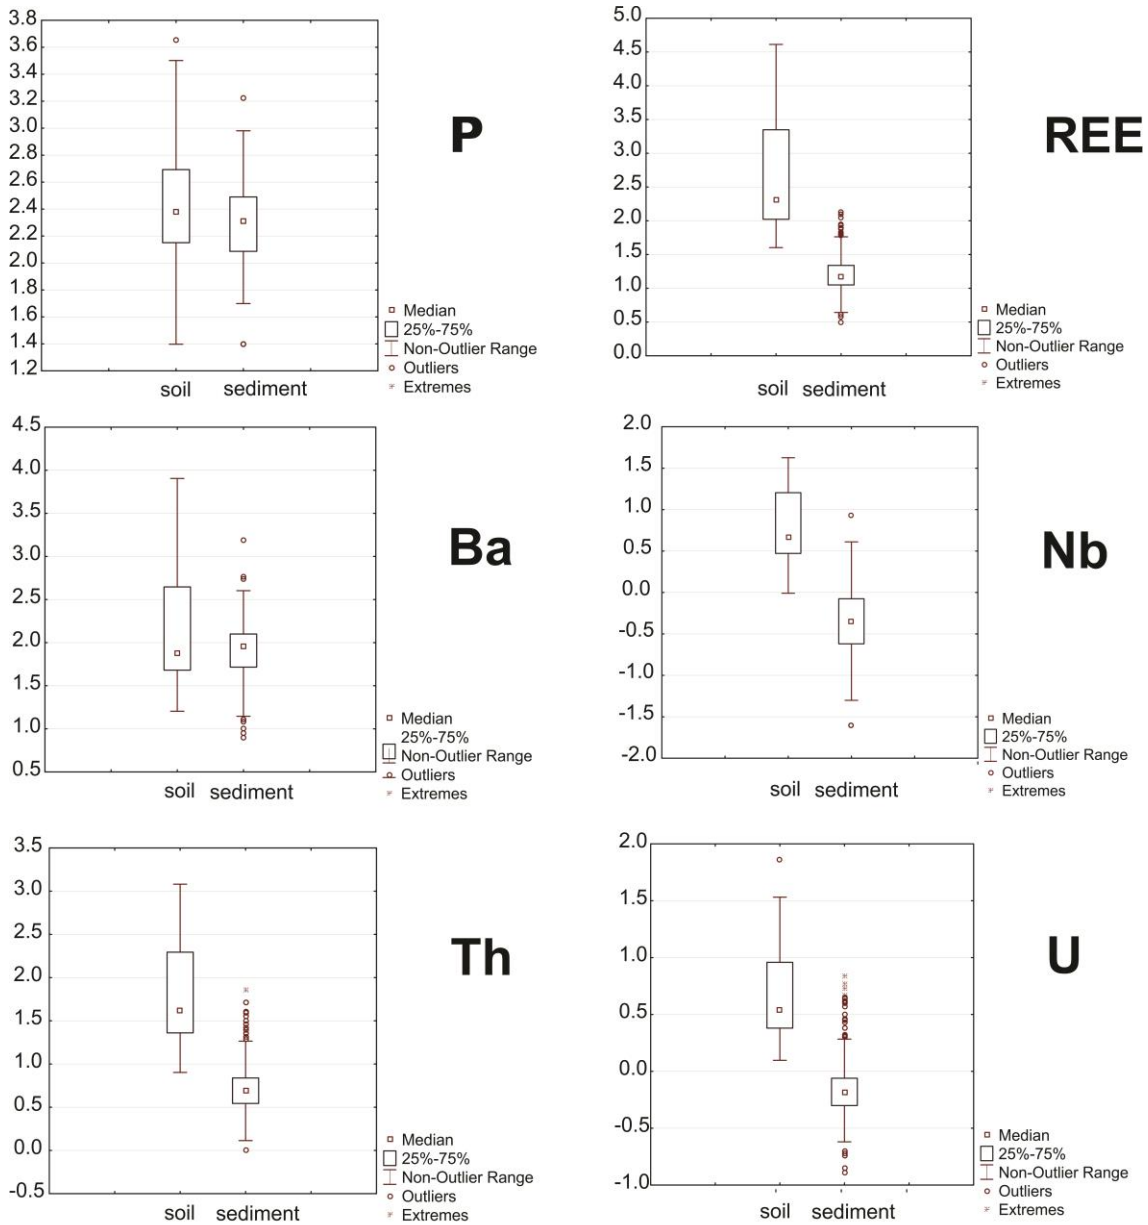 3.8
3.6
3.4
3.2
3.0
2.8
2.6
2.4
2.2
2.0
1.8
1.6
1.4
1.2
soil sediment
P
Median
25%-75%
Non-Outlier Range
Outliers
Extremes
5.0
4.5
4.0
3.5
3.0
2.5
2.0
1.5
1.0
0.5
0.0
soil sediment
REE
Median
25%-75%
Non-Outlier Range
Outliers
Extremes
4.5
4.0
3.5
3.0
2.5
2.0
1.5
1.0
0.5
soil sediment
Ba
Median
25%-75%
Non-Outlier Range
Outliers
Extremes
2.0
1.5
1.0
0.5
0.0
-0.5
-1.0
-1.5
-2.0
soil sediment
Nb
Median
25%-75%
Non-Outlier Range
Outliers
Extremes
3.5
3.0
2.5
2.0
1.5
1.0
0.5
0.0
-0.5
soil sediment
Th
Median
25%-75%
Non-Outlier Range
Outliers
Extremes
2.0
1.5
1.0
0.5
0.0
-0.5
-1.0
soil sediment
U
Median
25%-75%
Non-Outlier Range
Outliers
Extremes